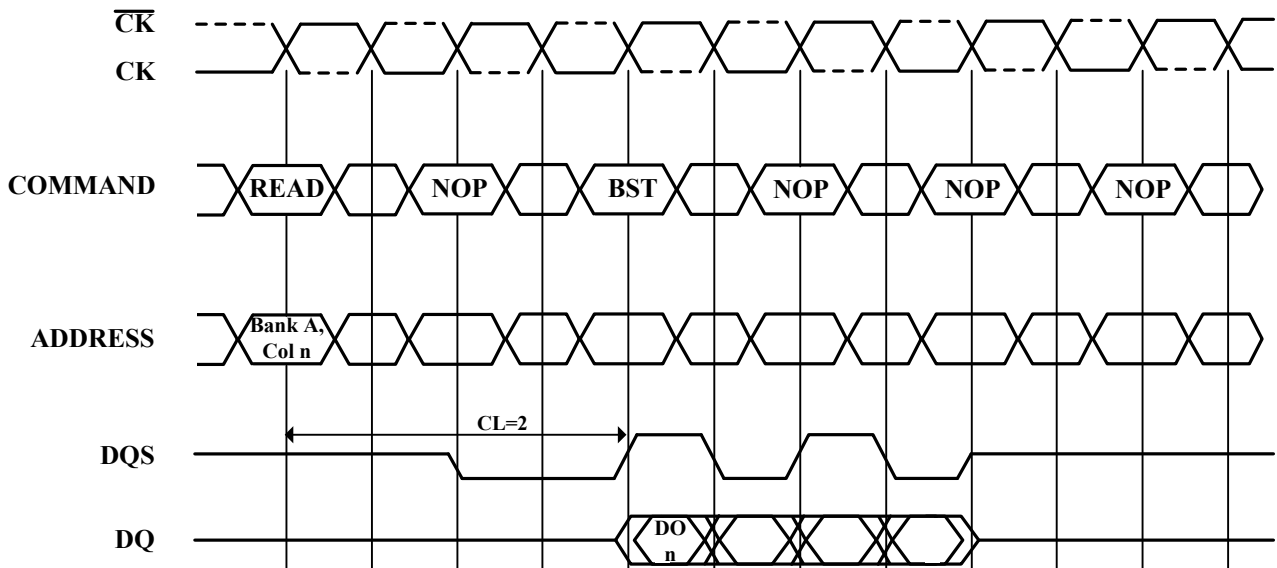 CK
CK
COMMAND
READ NOP BST NOP NOP NOP
ADDRESS
Bank A,
Col n
CL=2
DQS
DQ
DO
n